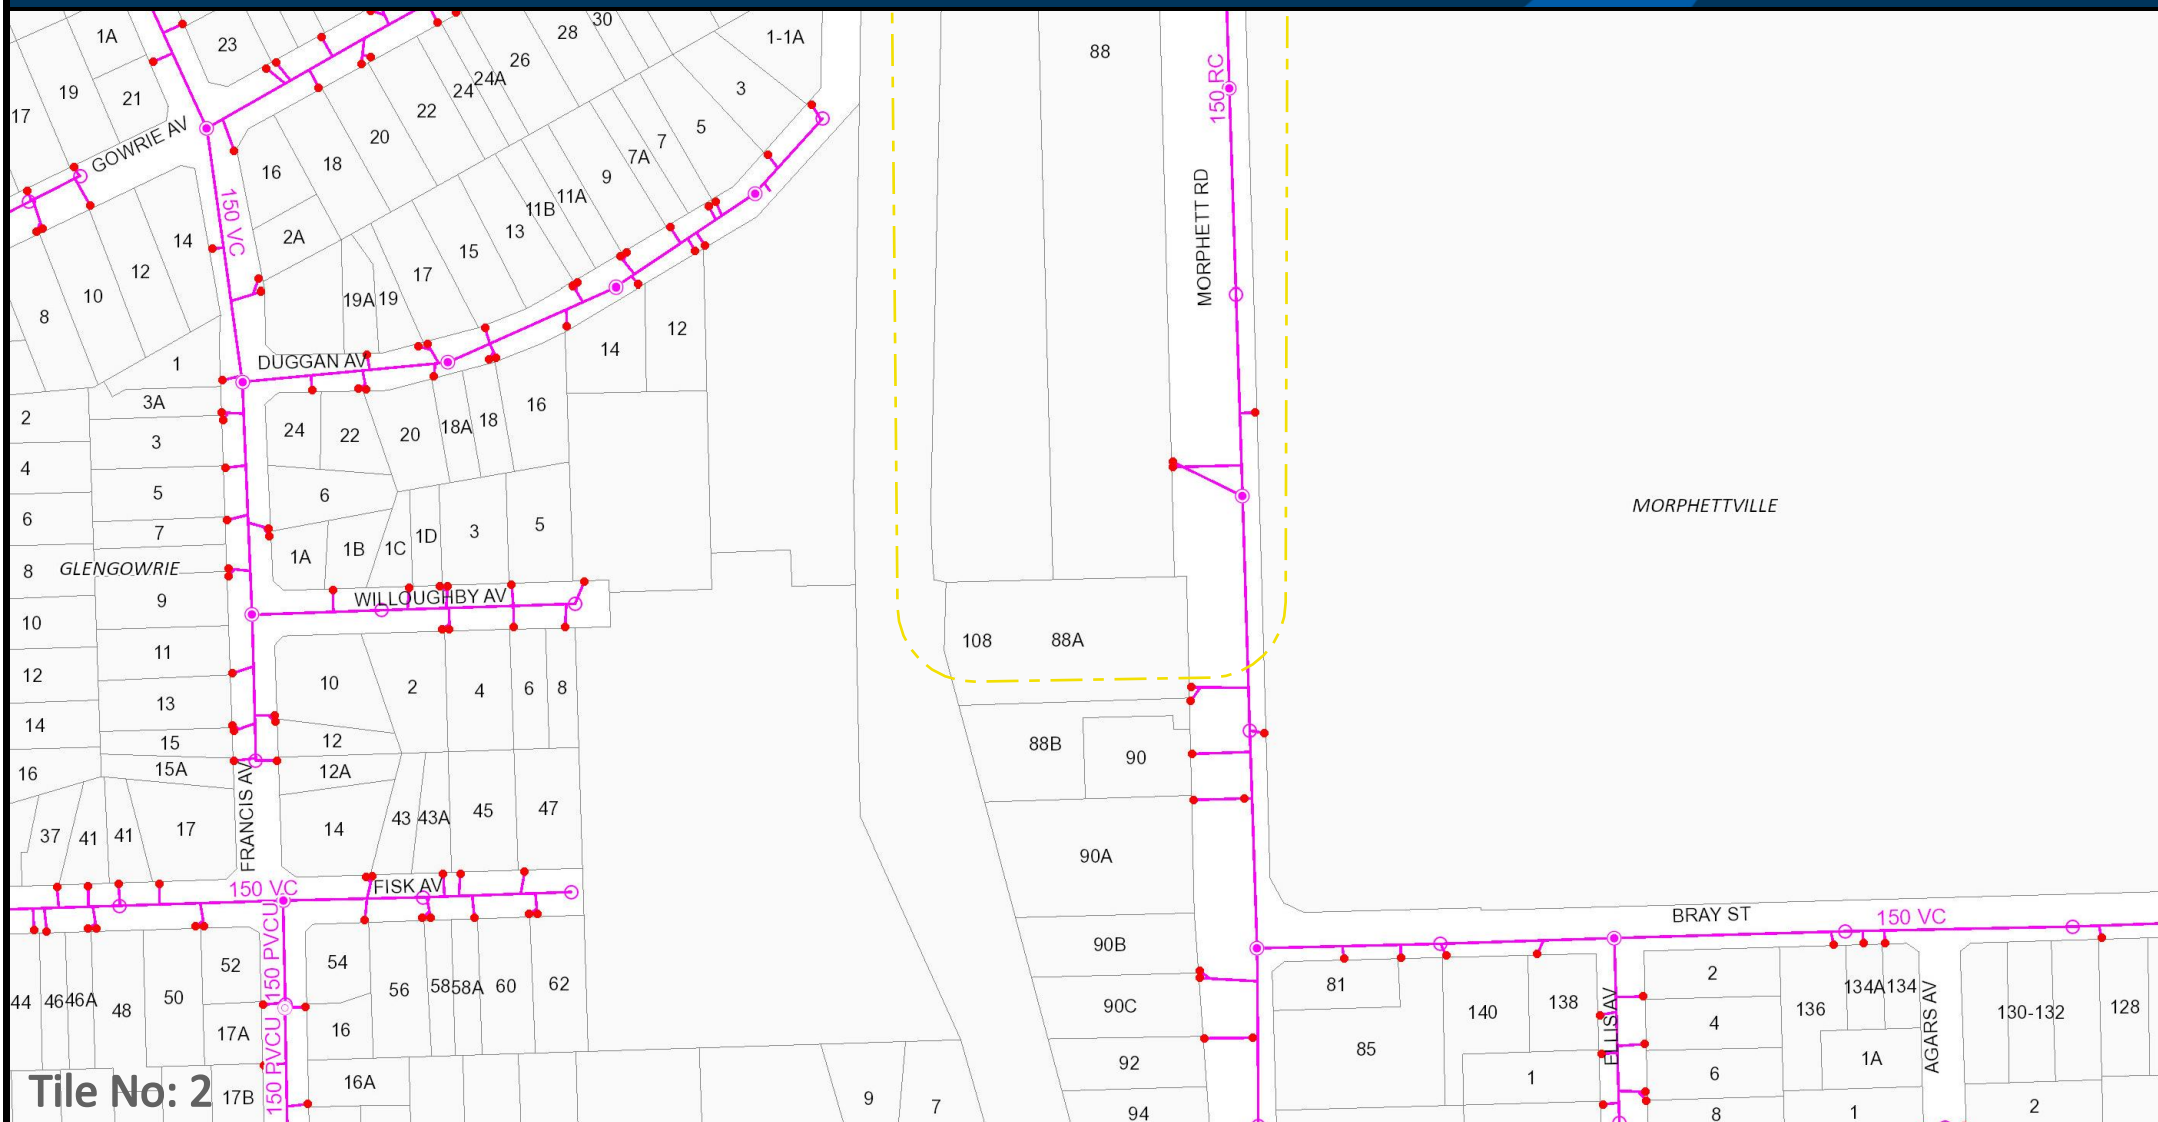 30
1A
23
28
1-1A
88
26
24A
24
19
21
3
150 RC
22
17
5
GOWRIE AV
20
7
7A
16
18
9
11A
11B
MORPHETT RD
150 VC
14
2A
13
15
12
17
10
19A
19
8
12
14
1
DUGGAN AV
3A
16
2
18
18A
24
22
20
3
4
5
6
MORPHETTVILLE
6
7
5
3
1D
1C
1B
1A
8
GLENGOWRIE
9
WILLOUGHBY AV
10
108
88A
11
12
10
2
4
6
8
13
14
15
12
88B
90
15A
12A
16
FRANCIS AV
45
47
43
43A
14
17
41
41
37
90A
150 VC
FISK AV
BRAY ST
150 VC
90B
150 PVCU
52
54
2
81
134A
134
44
46
46A
48
50
56
58
58A
60
62
90C
140
138
136
130-132
128
ELLIS AV
AGARS AV
4
17A
16
85
1A
92
150 PVCU
6
1
16A
Tile No: 2
17B
9
7
94
8
1
2